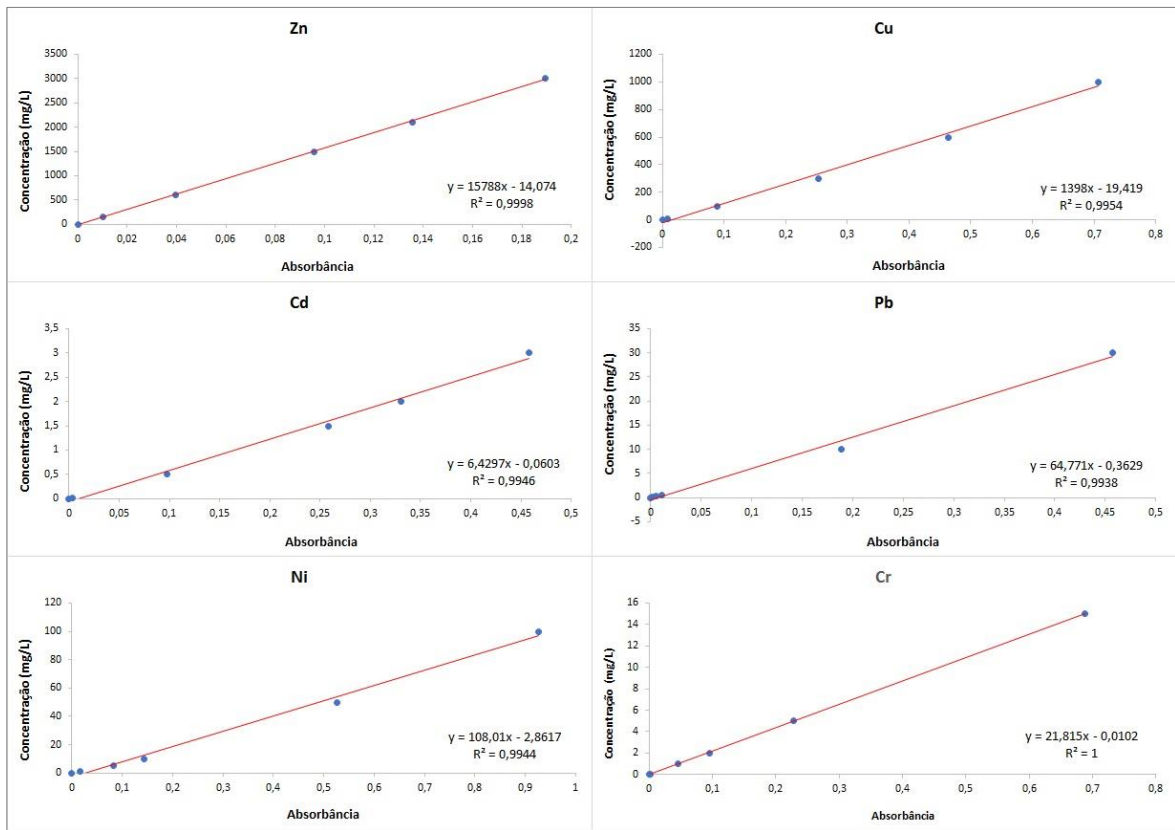 Zn
Concentração (mg/L)
3500
3000
2500
2000
1500
1000
500
0
0 0,02 0,04 0,06 0,08 0,1 0,12 0,14 0,16 0,18 0,2
y = 15788x - 14,074
R² = 0,9998
Absorbância
Cu
Concentração (mg/L)
1200
1000
800
600
400
200
0
-200
0 0,1 0,2 0,3 0,4 0,5 0,6 0,7 0,8
y = 1398x - 19,419
R² = 0,9954
Absorbância
Cd
Concentração (mg/L)
3,5
3
2,5
2
1,5
1
0,5
0
0 0,05 0,1 0,15 0,2 0,25 0,3 0,35 0,4 0,45 0,5
y = 6,4297x - 0,0603
R² = 0,9946
Absorbância
Pb
Concentração (mg/L)
35
30
25
20
15
10
5
0
-5
0 0,05 0,1 0,15 0,2 0,25 0,3 0,35 0,4 0,45 0,5
y = 64,771x - 0,3629
R² = 0,9938
Absorbância
Ni
Concentração (mg/L)
120
100
80
60
40
20
0
0 0,1 0,2 0,3 0,4 0,5 0,6 0,7 0,8 0,9 1
y = 108,01x - 2,8617
R² = 0,9944
Absorbância
Cr
Concentração (mg/L)
16
14
12
10
8
6
4
2
0
0 0,1 0,2 0,3 0,4 0,5 0,6 0,7 0,8
y = 21,815x - 0,0102
R² = 1
Absorbância